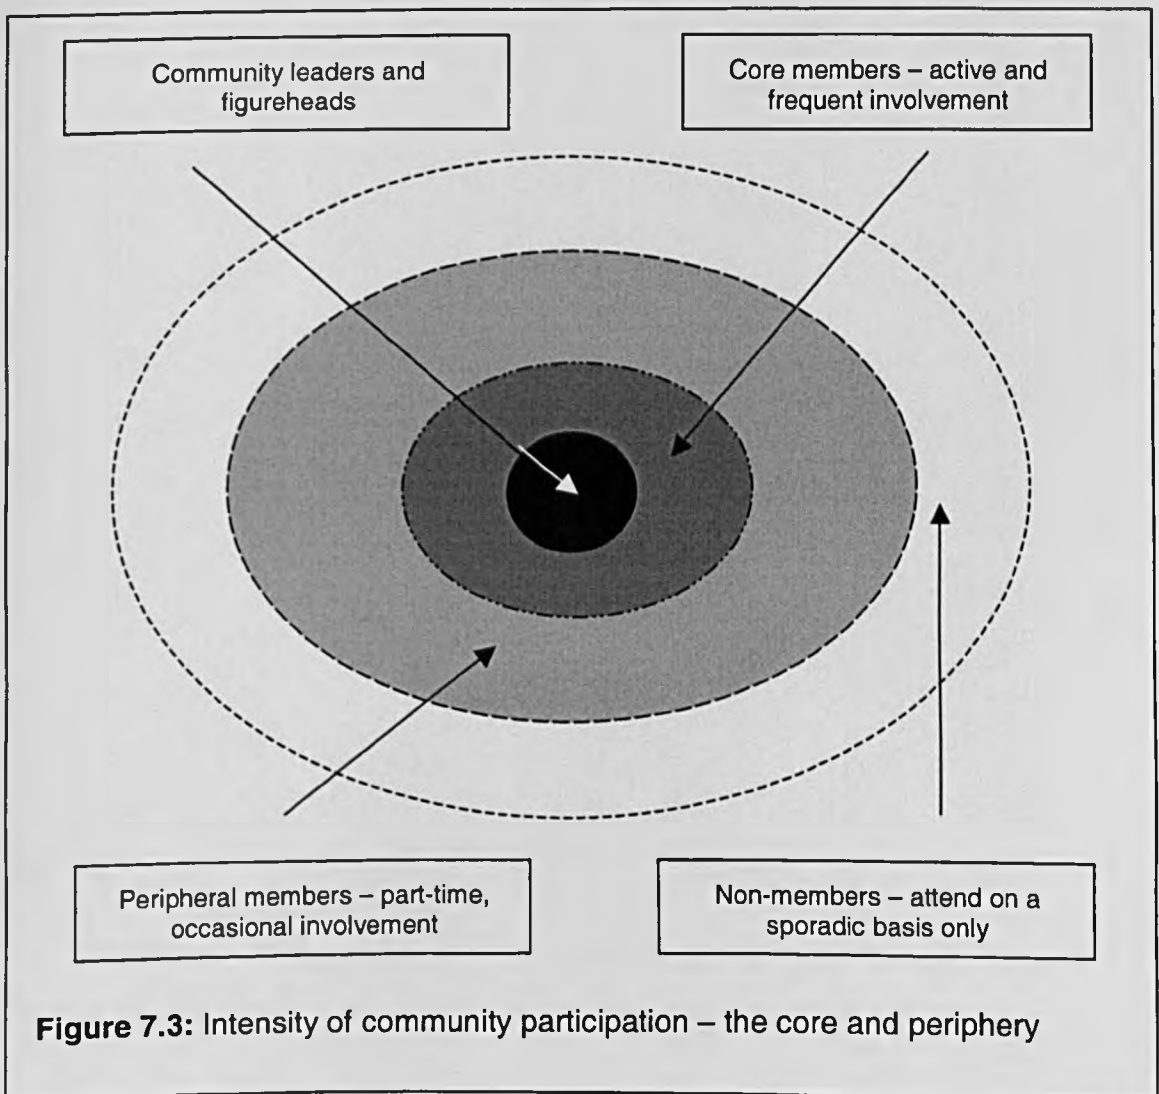 Community leaders and
figureheads
Core members – active and
frequent involvement
Peripheral members – part-time,
occasional involvement
Non-members – attend on a
sporadic basis only
Figure 7.3: Intensity of community participation – the core and periphery